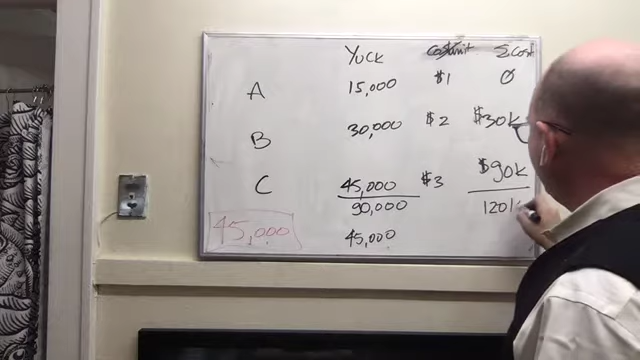 Yuck Cost/unit ΣCost
A 15,000 $1 Ø
B 30,000 $2 $30k
C 45,000 $3 $90k
90,000 120k
45,000 45,000